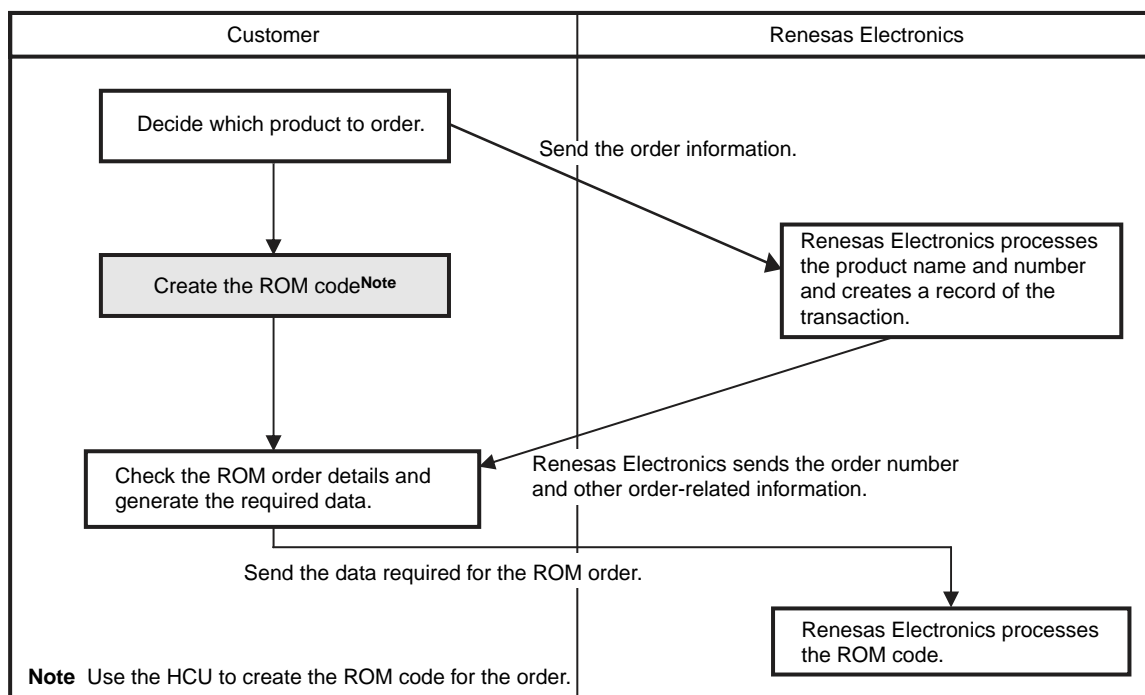 Customer
Renesas Electronics
Decide which product to order.
Send the order information.
Renesas Electronics processes
the product name and number
and creates a record of the
transaction.
Create the ROM codeNote
Check the ROM order details and
generate the required data.
Renesas Electronics sends the order number
and other order-related information.
Send the data required for the ROM order.
Renesas Electronics processes
the ROM code.
Note Use the HCU to create the ROM code for the order.